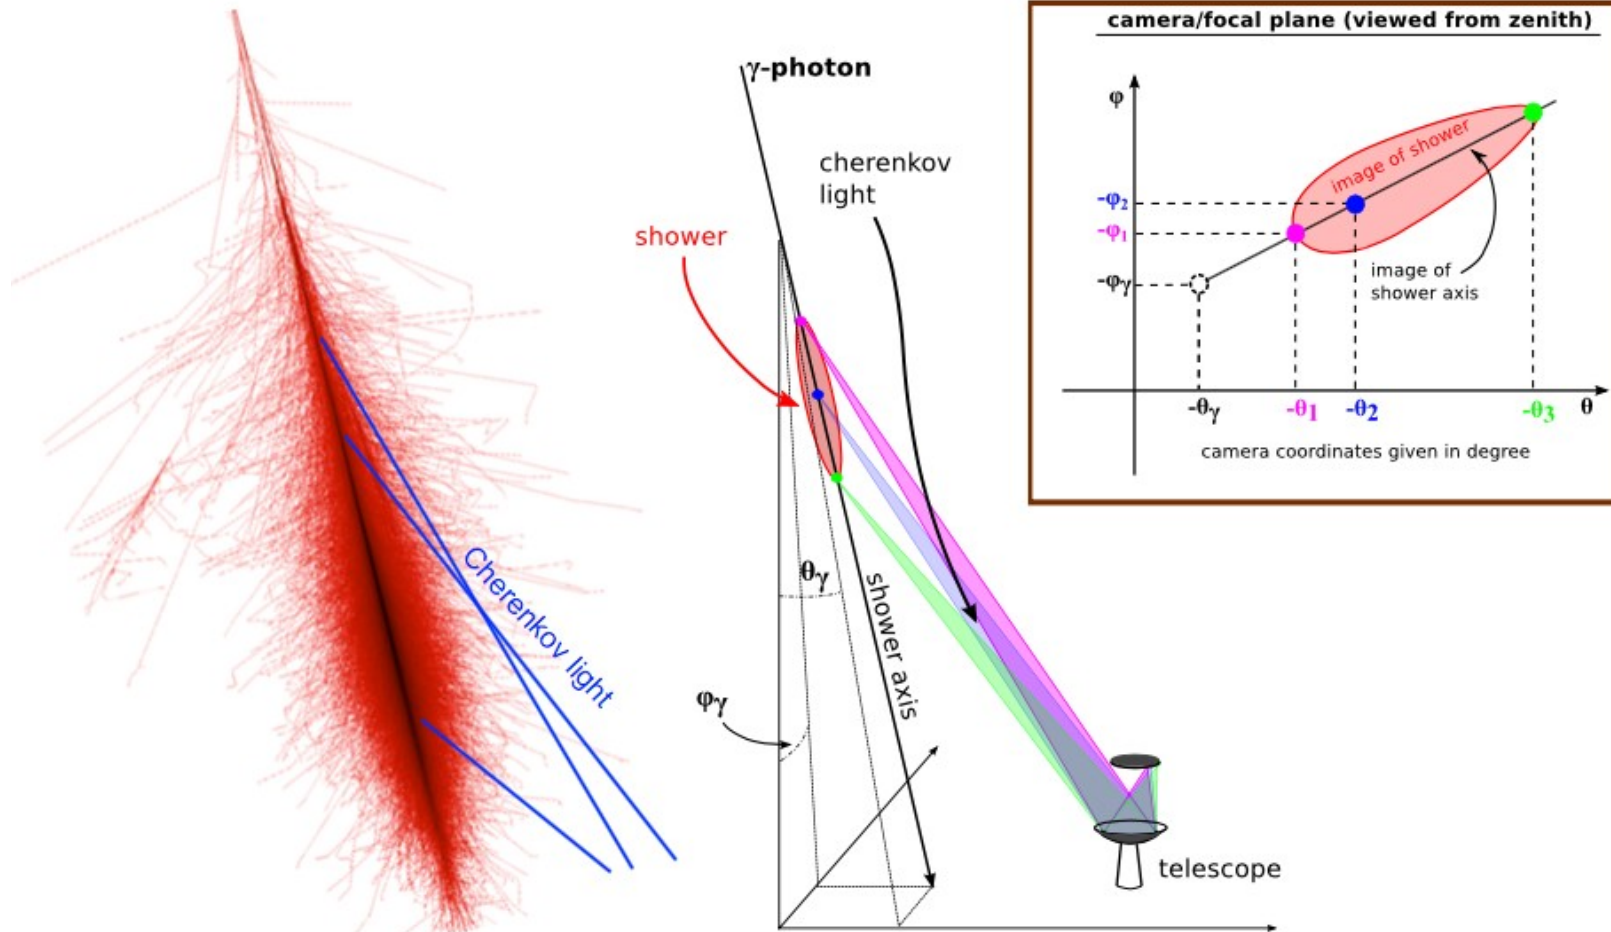 Cherenkov light
γ-photon
cherenkov
light
shower
θγ
φγ
shower axis
telescope
camera/focal plane (viewed from zenith)
φ
image of shower
-φ2
-φ1
-φγ
image of
shower axis
-θγ
-θ1
-θ2
-θ3
θ
camera coordinates given in degree